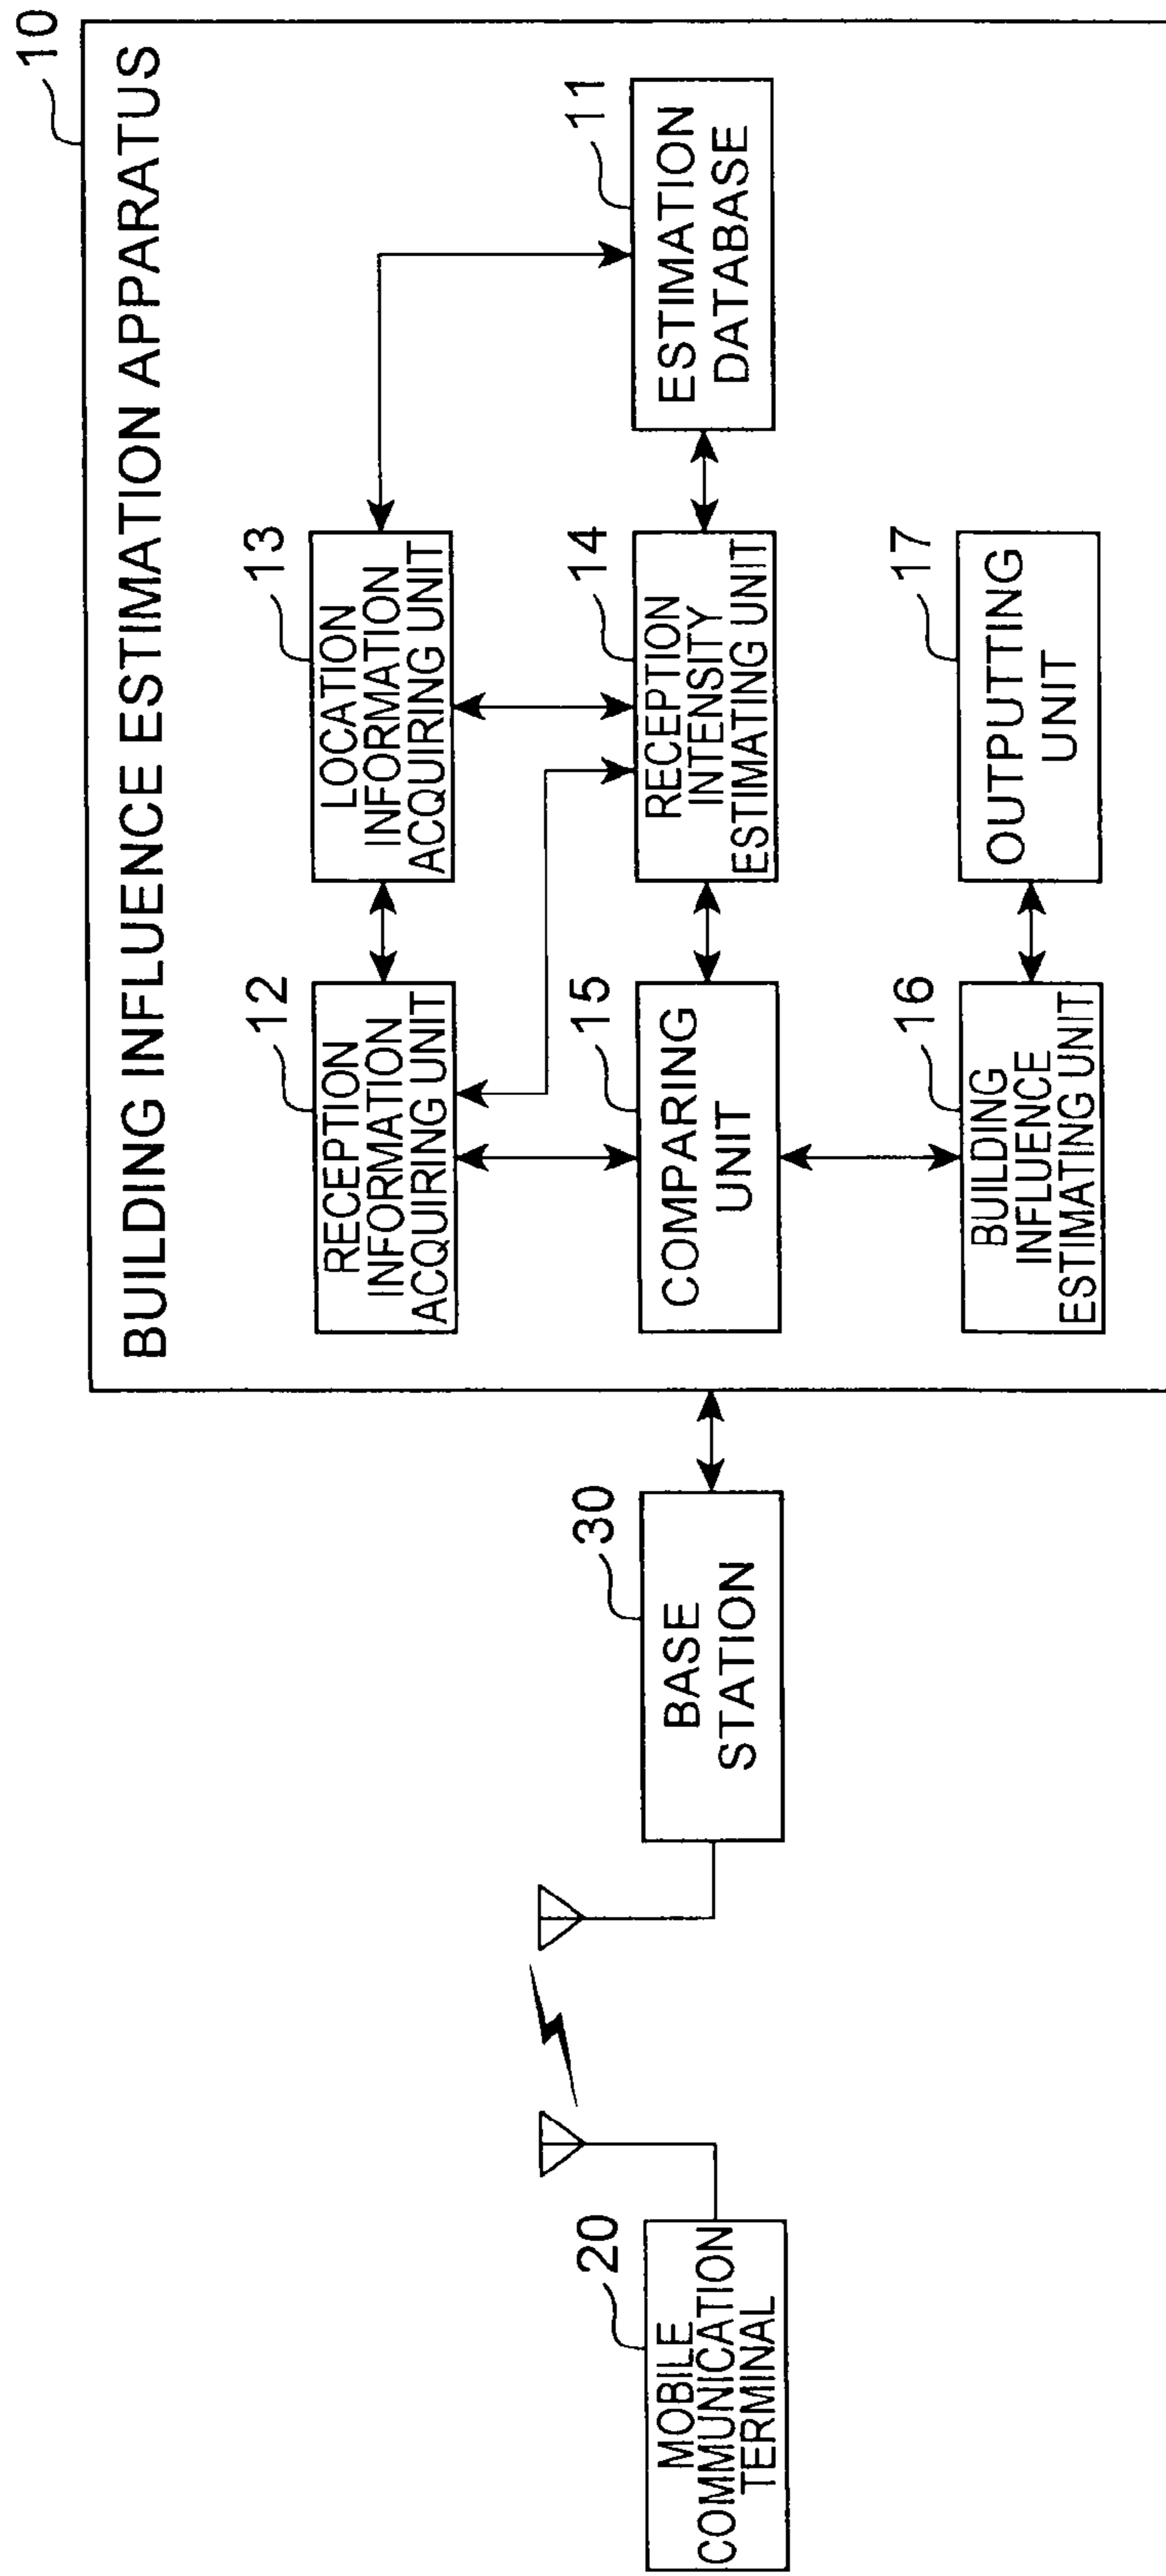 10
BUILDING INFLUENCE ESTIMATION APPARATUS
12
RECEPTION
INFORMATION
ACQUIRING UNIT
13
LOCATION
INFORMATION
ACQUIRING UNIT
20
MOBILE
COMMUNICATION
TERMINAL
30
BASE
STATION
15
COMPARING
UNIT
14
RECEPTION
INTENSITY
ESTIMATING UNIT
11
ESTIMATION
DATABASE
16
BUILDING
INFLUENCE
ESTIMATING UNIT
17
OUTPUTTING
UNIT